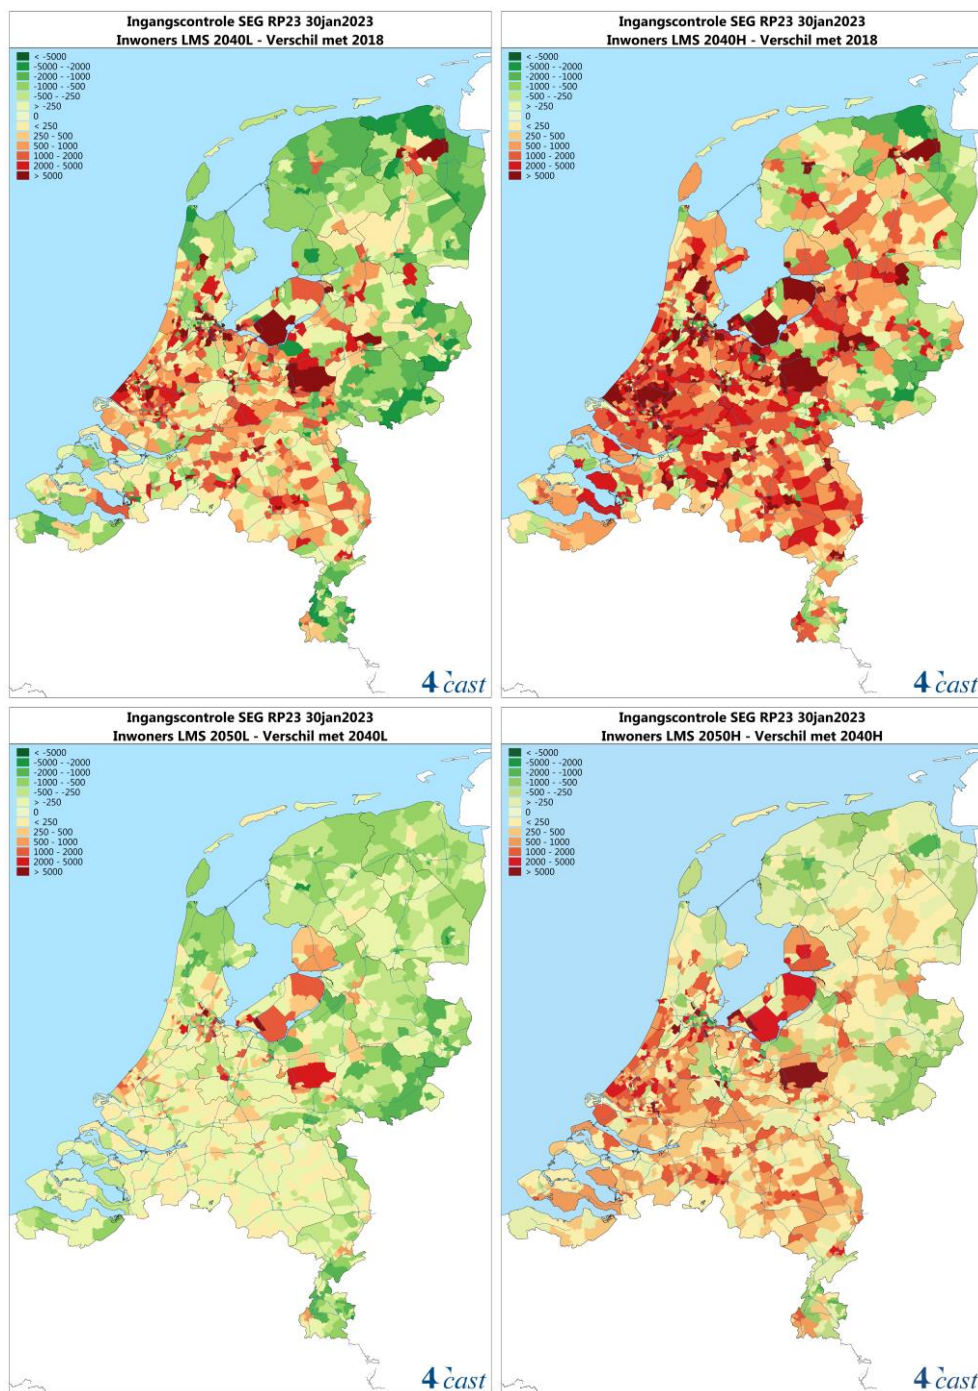 Ingangscontrole SEG RP23 30jan2023
Inwoners LMS 2040L - Verschil met 2018
< -5000
-5000 - -2000
-2000 - -1000
-1000 - -500
-500 - -250
> -250
0
< 250
250 - 500
500 - 1000
1000 - 2000
2000 - 5000
> 5000
4cast
Ingangscontrole SEG RP23 30jan2023
Inwoners LMS 2040H - Verschil met 2018
< -5000
-5000 - -2000
-2000 - -1000
-1000 - -500
-500 - -250
> -250
0
< 250
250 - 500
500 - 1000
1000 - 2000
2000 - 5000
> 5000
4cast
Ingangscontrole SEG RP23 30jan2023
Inwoners LMS 2050L - Verschil met 2040L
< -5000
-5000 - -2000
-2000 - -1000
-1000 - -500
-500 - -250
> -250
0
< 250
250 - 500
500 - 1000
1000 - 2000
2000 - 5000
> 5000
4cast
Ingangscontrole SEG RP23 30jan2023
Inwoners LMS 2050H - Verschil met 2040H
< -5000
-5000 - -2000
-2000 - -1000
-1000 - -500
-500 - -250
> -250
0
< 250
250 - 500
500 - 1000
1000 - 2000
2000 - 5000
> 5000
4cast